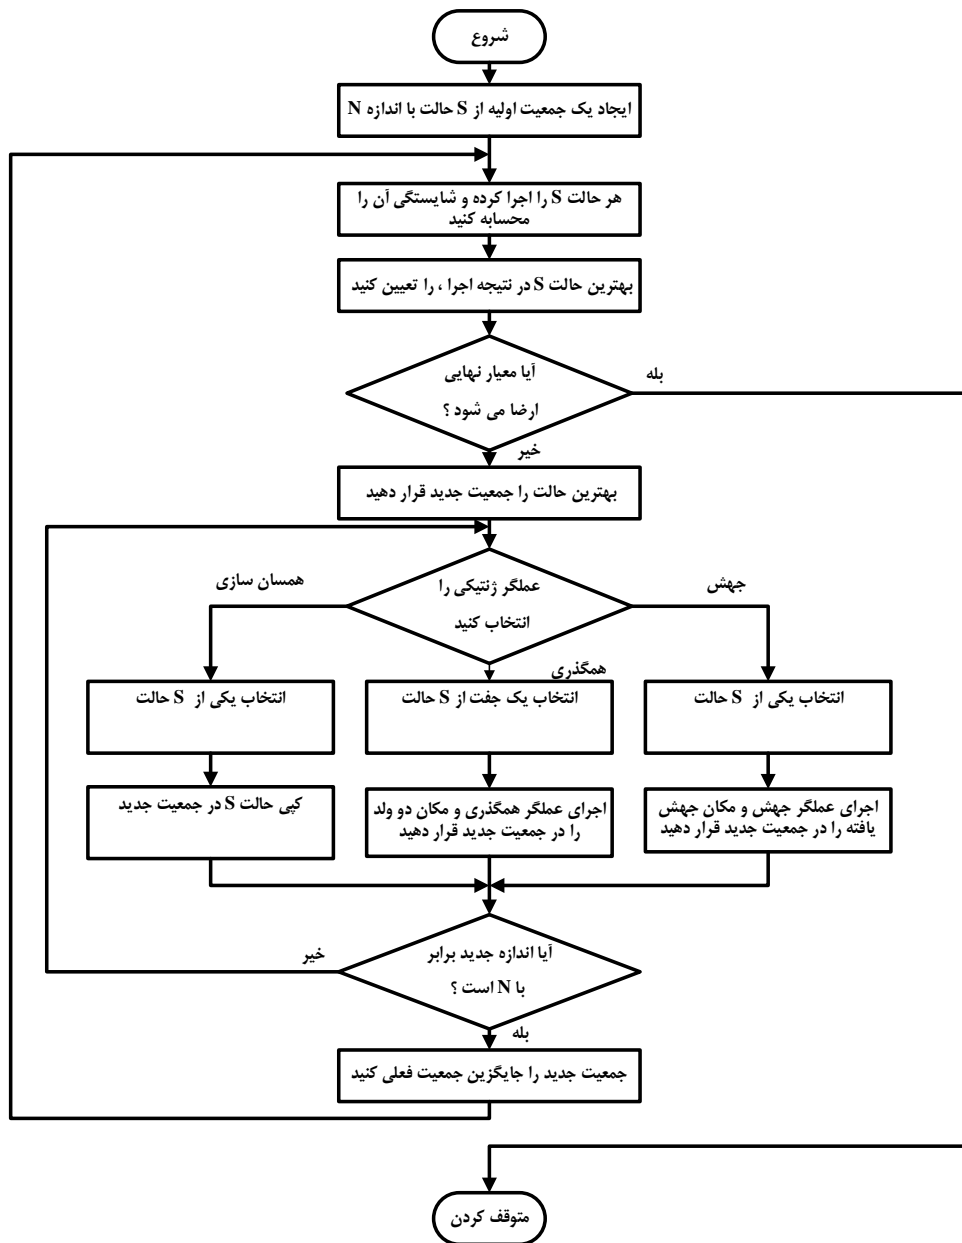 شروع
ایجاد یک جمعیت اولیه از S حالت با اندازه N
هر حالت S را اجرا کرده و شایستگی آن را
محسابه کنید
بهترین حالت S در نتیجه اجرا ، را تعیین کنید
آیا معیار نهایی
ارضا می شود ؟
بله
خیر
بهترین حالت را جمعیت جدید قرار دهید
عملگر ژنتیکی را
انتخاب کنید
جهش
همسان سازی
همگذری
انتخاب یکی از S حالت
انتخاب یک جفت از S حالت
انتخاب یکی از S حالت
اجرای عملگر جهش و مکان جهش
یافته را در جمعیت جدید قرار دهید
اجرای عملگر همگذری و مکان دو ولد
را در جمعیت جدید قرار دهید
کپی حالت S در جمعیت جدید
آیا اندازه جدید برابر
با N است ؟
خیر
بله
جمعیت جدید را جایگزین جمعیت فعلی کنید
متوقف کردن